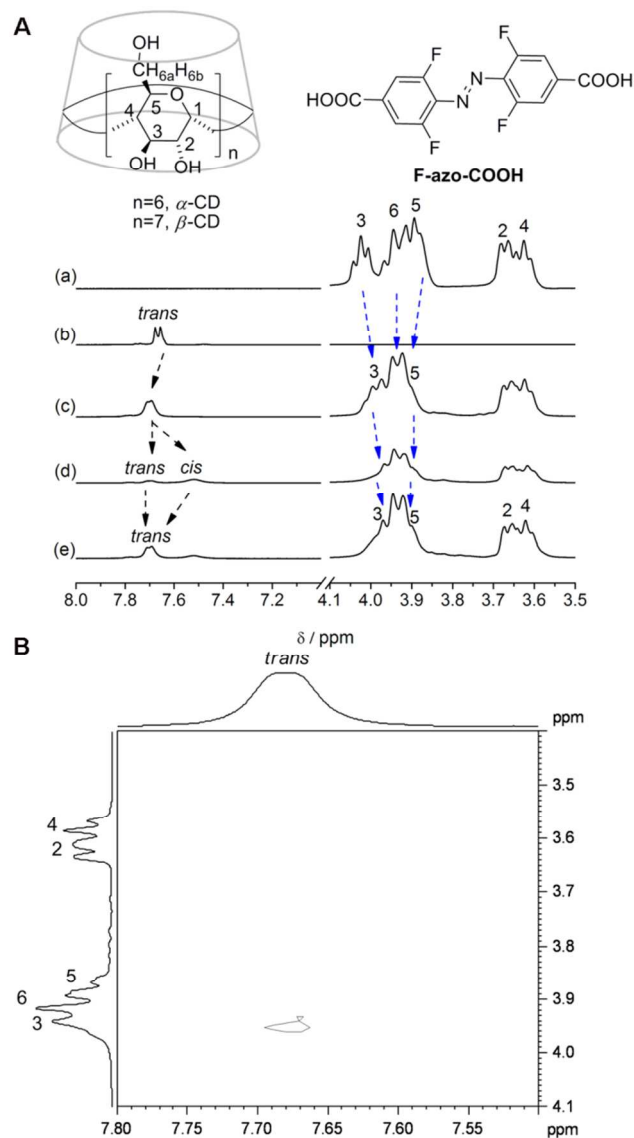 A
OH
CH6aH6b
O
5
4
1
3
2
OH
OH
n
n=6, α-CD
n=7, β-CD
F
F
HOOC
N
N
COOH
F
F
F-azo-COOH
3 6 5 2 4
(a)
trans
(b)
3 5
(c)
trans cis
(d)
trans
3 5 2 4
(e)
8.0 7.8 7.6 7.4 7.2 4.1 4.0 3.9 3.8 3.7 3.6 3.5
δ / ppm
B
trans
ppm
3.5
4
3.6
2
3.7
3.8
5
6
3.9
3
4.0
4.1
7.80 7.75 7.70 7.65 7.60 7.55 ppm